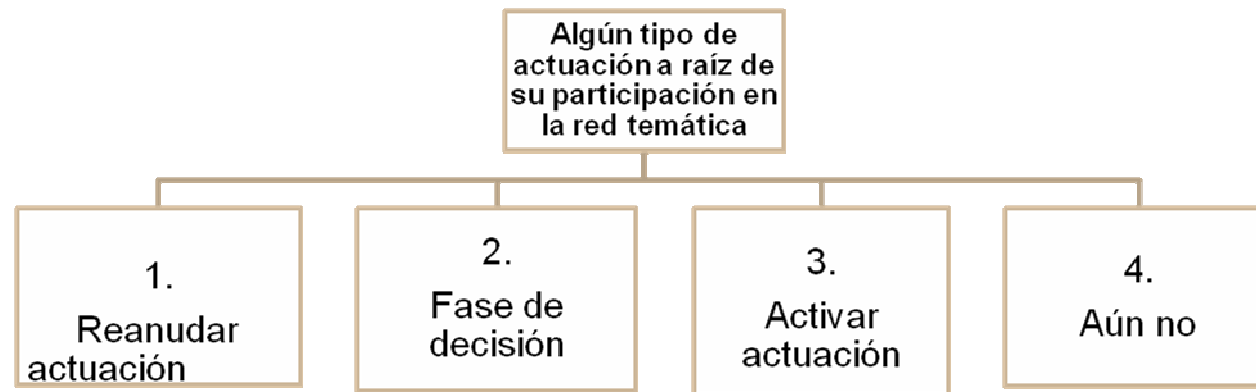 Algún tipo de
actuación a raíz de
su participación en
la red temática
1.
Reanudar
actuación
2.
Fase de
decisión
3.
Activar
actuación
4.
Aún no